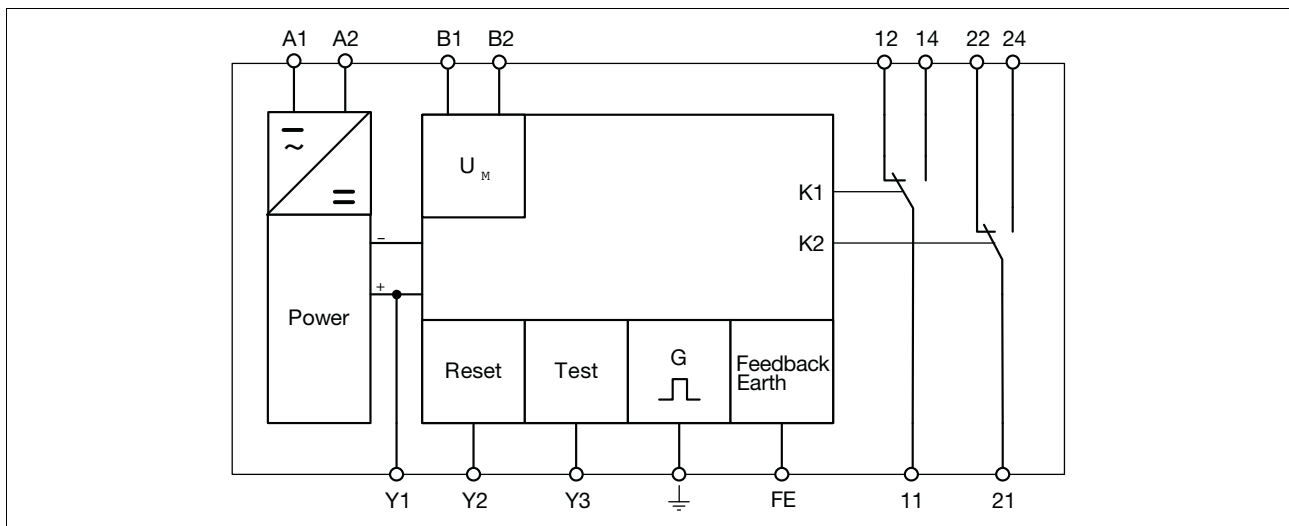 A1 A2 B1 B2 12 14 22 24
U M
K1
K2
− 
+
Power
Reset Test G Feedback
Earth
Y1 Y2 Y3 FE 11 21